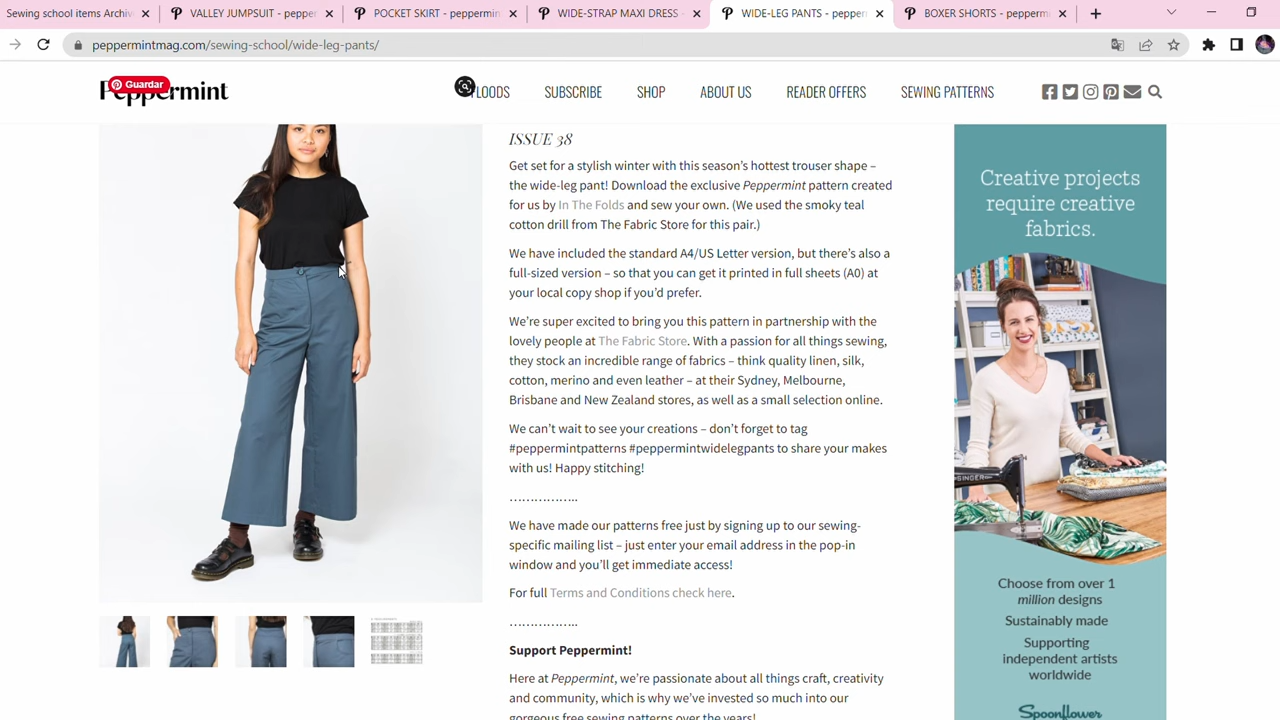 Sewing school items Archiv
VALLEY JUMPSUIT - pepper
POCKET SKIRT - peppermin
WIDE-STRAP MAXI DRESS -
WIDE-LEG PANTS - pepper
BOXER SHORTS - pepperm
peppermintmag.com/sewing-school/wide-leg-pants/
Peppermint
Guardar
FLOODS
SUBSCRIBE
SHOP
ABOUT US
READER OFFERS
SEWING PATTERNS
ISSUE 38
Get set for a stylish winter with this season’s hottest trouser shape –
the wide-leg pant! Download the exclusive Peppermint pattern created
for us by In The Folds and sew your own. (We used the smoky teal
cotton drill from The Fabric Store for this pair.)
We have included the standard A4/US Letter version, but there’s also a
full-sized version – so that you can get it printed in full sheets (A0) at
your local copy shop if you’d prefer.
We’re super excited to bring you this pattern in partnership with the
lovely people at The Fabric Store. With a passion for all things sewing,
they stock an incredible range of fabrics – think quality linen, silk,
cotton, merino and even leather – at their Sydney, Melbourne,
Brisbane and New Zealand stores, as well as a small selection online.
We can’t wait to see your creations – don’t forget to tag
#peppermintpatterns #peppermintwidelegpants to share your makes
with us! Happy stitching!
……………..
We have made our patterns free just by signing up to our sewing-
specific mailing list – just enter your email address in the pop-in
window and you’ll get immediate access!
For full Terms and Conditions check here.
……………..
Support Peppermint!
Here at Peppermint, we’re passionate about all things craft, creativity
and community, which is why we’ve invested so much into our
gorgeous free sewing patterns over the years!
Creative projects
require creative
fabrics.
SINGER
Choose from over 1
million designs
Sustainably made
Supporting
independent artists
worldwide
Spoonflower